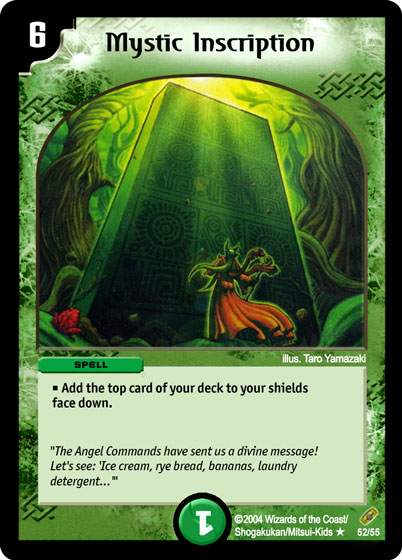 6
Mystic Inscription
illus. Taro Yamazaki
SPELL
▪ Add the top card of your deck to your shields
face down.
"The Angel Commands have sent us a divine message!
Let's see: 'Ice cream, rye bread, bananas, laundry
detergent...'"
1
©2004 Wizards of the Coast/
Shogakukan/Mitsui-Kids ★ 52/55